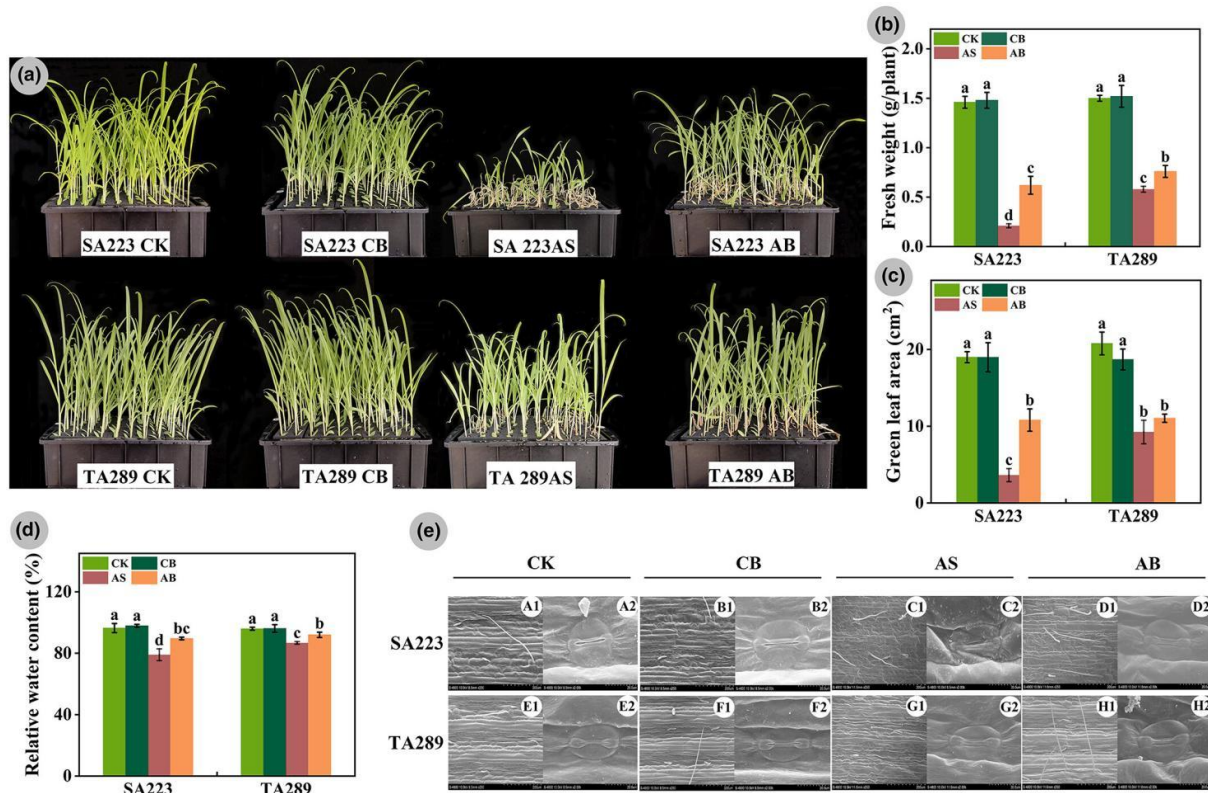 (a)
SA223 CK
SA223 CB
SA 223AS
SA223 AB
TA289 CK
TA289 CB
TA 289AS
TA289 AB
(b)
CK CB
AS AB
Fresh weight (g/plant)
2.0
1.5
1.0
0.5
0.0
a a d c
a a c b
SA223 TA289
(c)
CK CB
AS AB
Green leaf area (cm²)
20
10
0
a a c b
a a b b
SA223 TA289
(d)
CK CB
AS AB
Relative water content (%)
120
80
40
0
a a d bc
a a c b
SA223 TA289
(e)
CK CB AS AB
SA223
A1 A2 B1 B2 C1 C2 D1 D2
TA289
E1 E2 F1 F2 G1 G2 H1 H2